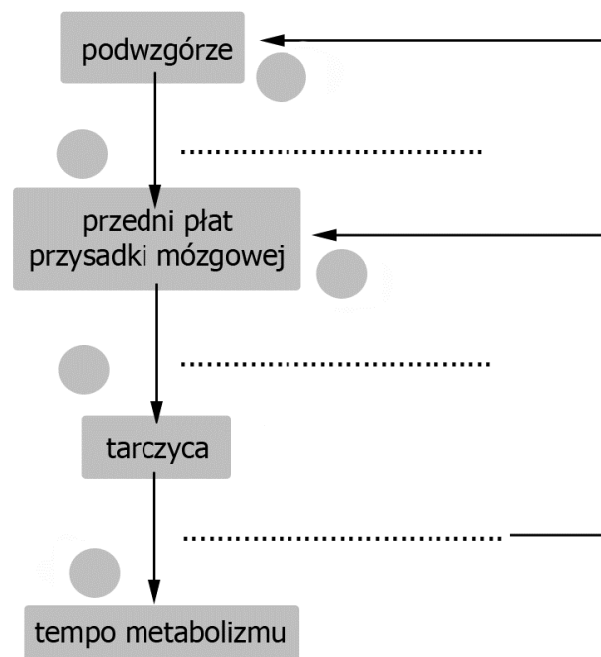 podwzgórze
przedni płat
przysadki mózgowej
tarczyca
tempo metabolizmu